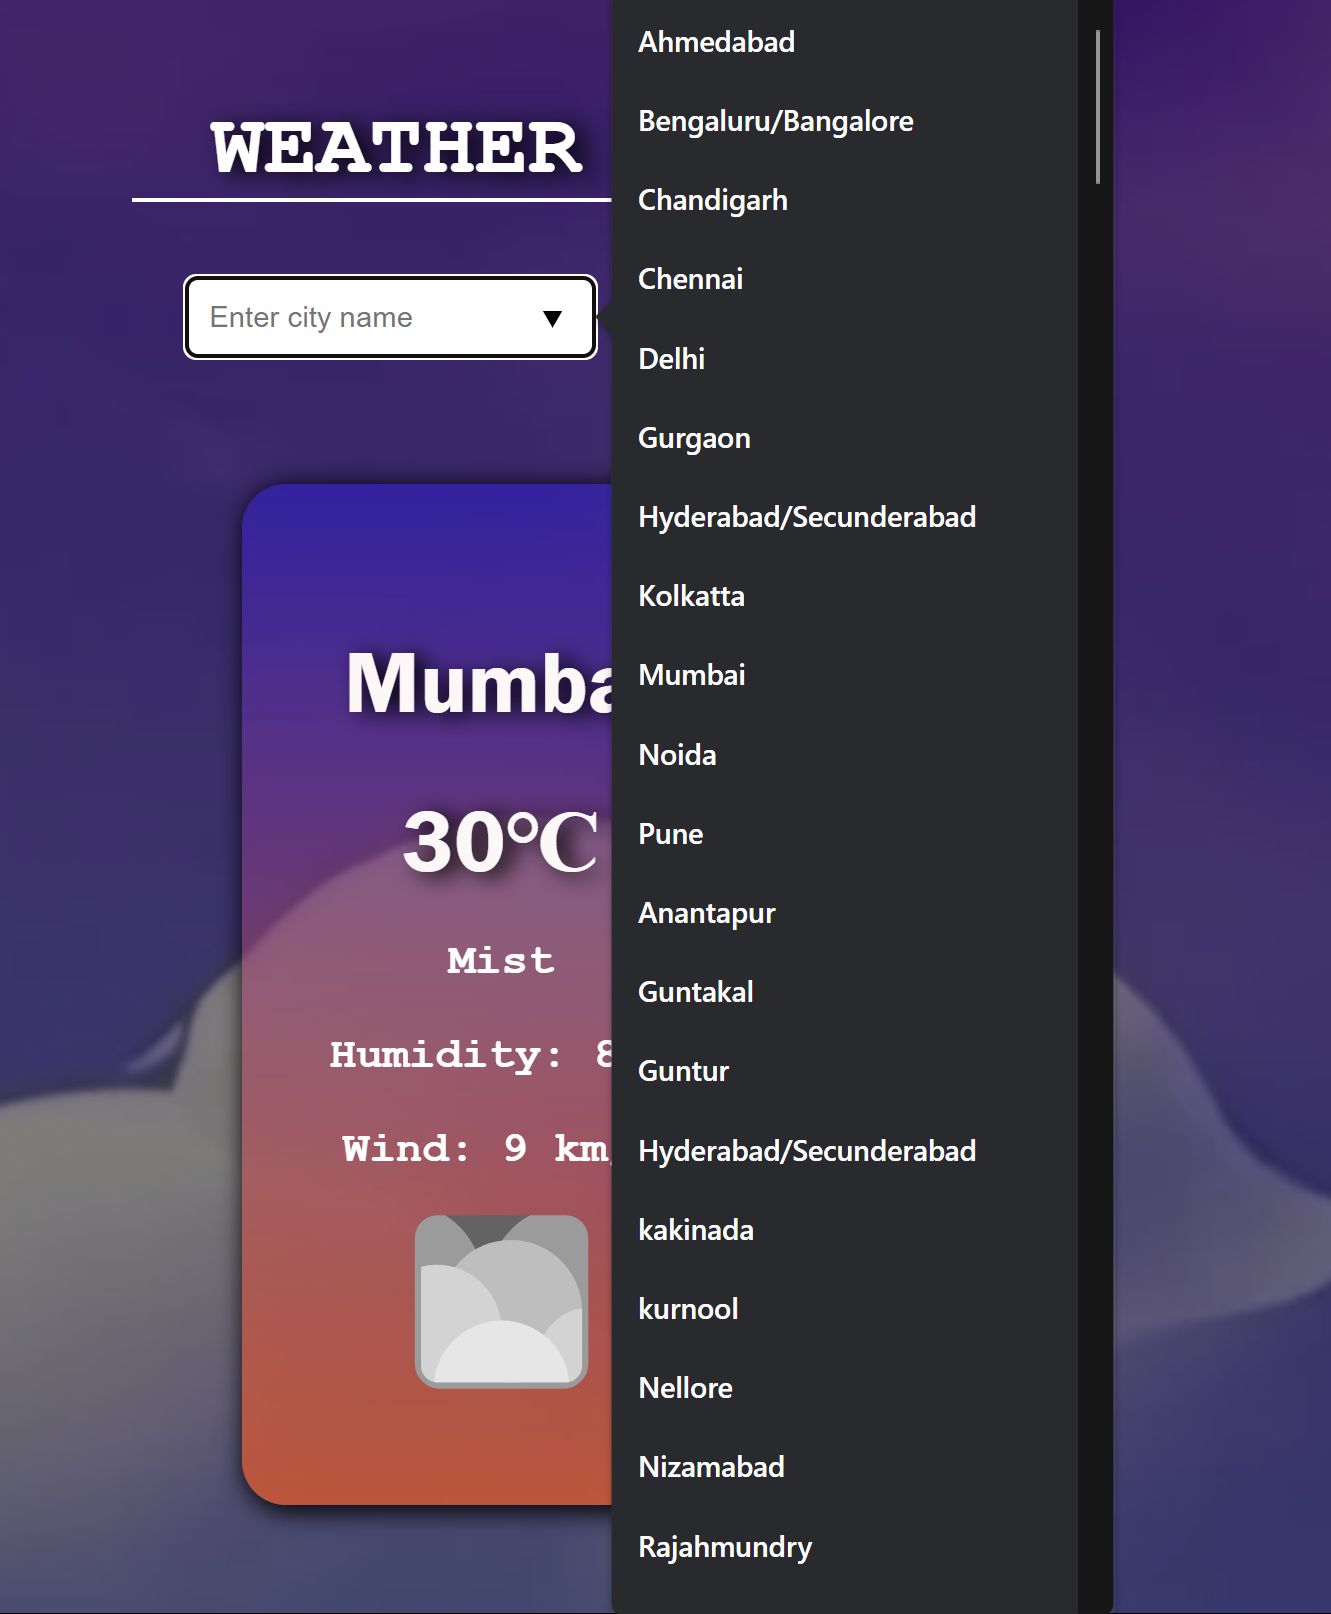 WEATHER
Enter city name
Mumba
30°C
Mist
Humidity: 8
Wind: 9 km
Ahmedabad
Bengaluru/Bangalore
Chandigarh
Chennai
Delhi
Gurgaon
Hyderabad/Secunderabad
Kolkatta
Mumbai
Noida
Pune
Anantapur
Guntakal
Guntur
Hyderabad/Secunderabad
kakinada
kurnool
Nellore
Nizamabad
Rajahmundry